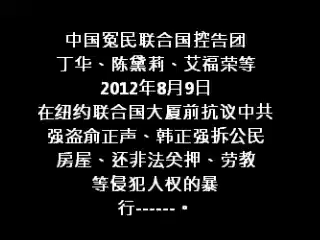 中国冤民联合国控告团
丁华、陈黛莉、艾福荣等
2012年8月9日
在纽约联合国大厦前抗议中共
强盗俞正声、韩正强拆公民
房屋、还非法关押、劳教
等侵犯人权的暴
行------·